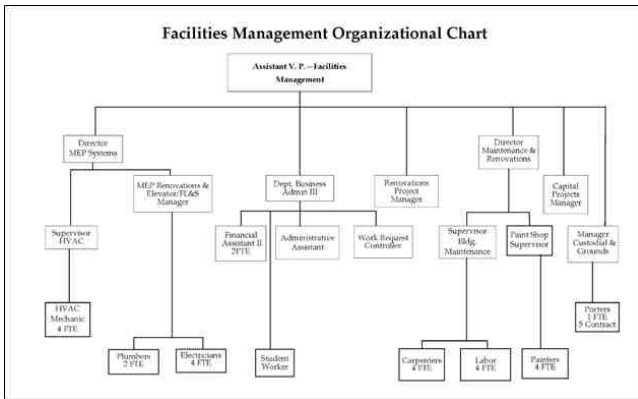 Facilities Management Organizational Chart
Assistant V. P.—Facilities
Management
Director
MEP Systems
Director
Maintenance &
Renovations
MEP Renovations &
Elevator/FL&S
Manager
Dept. Business
Admin III
Renorations
Project
Manager
Capital
Projects
Manager
Supervisor
HVAC
Financial
Assistant II
2FTE
Administrative
Assistant
Work Request
Controller
Supervisor
Bldg.
Maintenance
Paint Shop
Supervisor
Manager
Custodial &
Grounds
HVAC
Mechanic
4 FTE
Porters
1 FTE
5 Contract
Plumbers
2 FTE
Electricians
4 FTE
Student
Worker
Carpenters
4 FTE
Labor
4 FTE
Painters
4 FTE